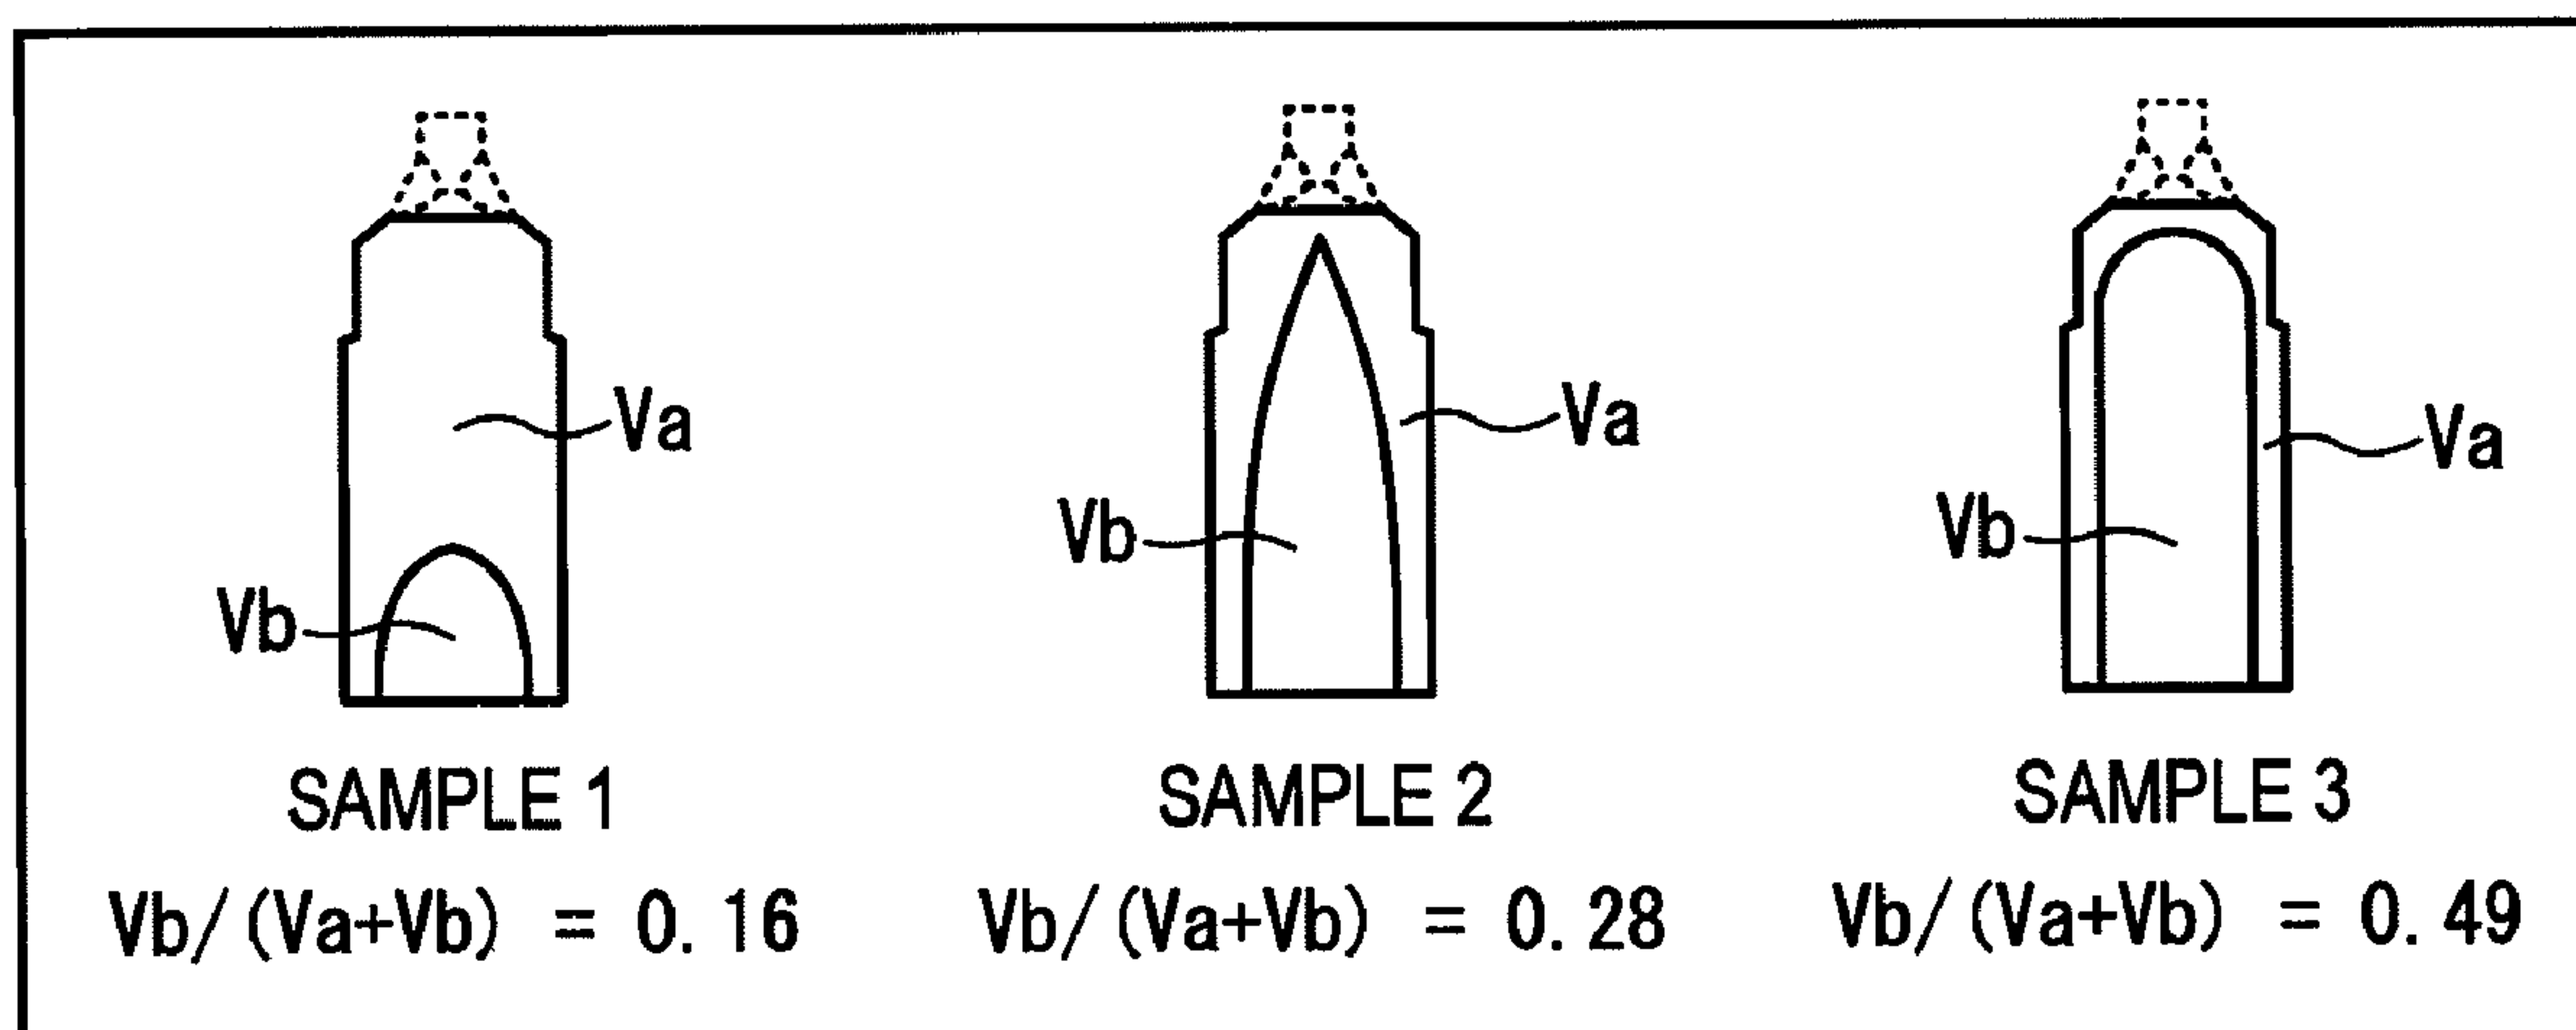 Va
Vb
Va
Vb
Va
Vb
SAMPLE 1
SAMPLE 2
SAMPLE 3
Vb/(Va+Vb) = 0.16
Vb/(Va+Vb) = 0.28
Vb/(Va+Vb) = 0.49